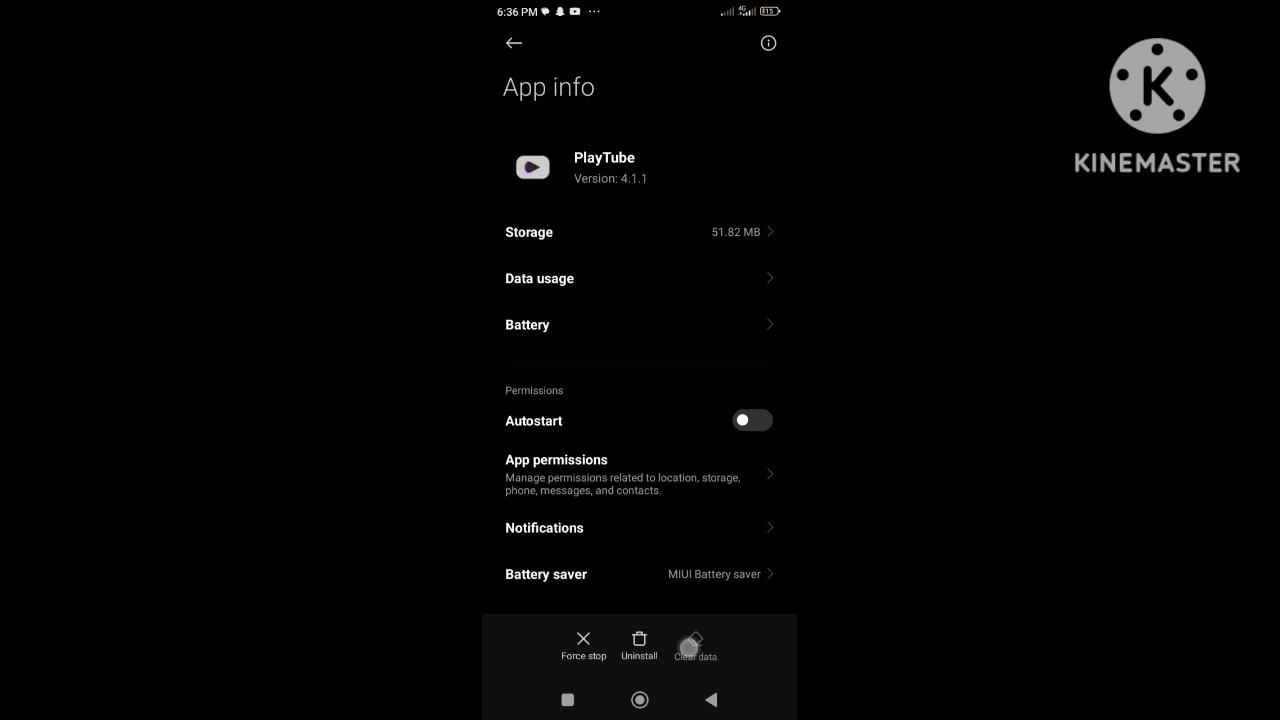 6:36 PM
4G
15
App info
PlayTube
Version: 4.1.1
Storage
51.82 MB
Data usage
Battery
Permissions
Autostart
App permissions
Manage permissions related to location, storage,
phone, messages, and contacts.
Notifications
Battery saver
MIUI Battery saver
Force stop
Uninstall
Clear data
K
KINEMASTER